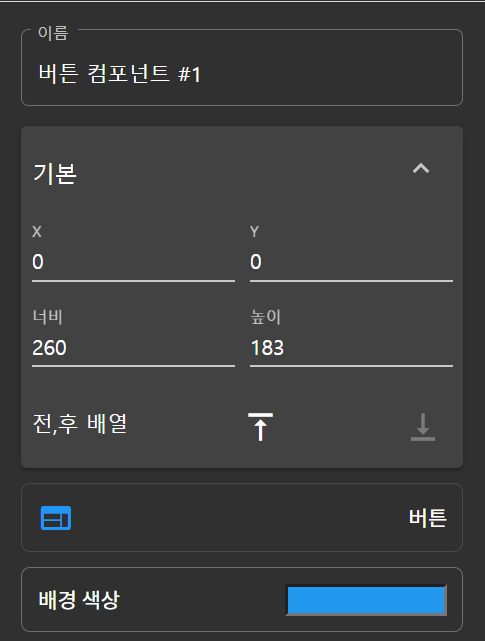 이름
버튼 컴포넌트 #1
기본
X Y
0 0
너비 높이
260 183
전,후 배열
버튼
배경 색상